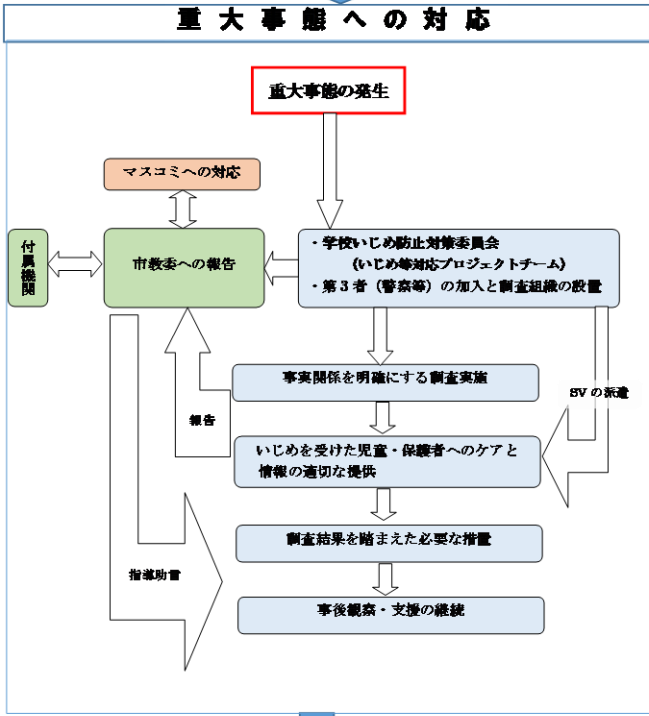 重大事態への対応
重大事態の発生
マスコミへの対応
付属機関
市教委への報告
・学校いじめ防止対策委員会
(いじめ等対応プロジェクトチーム)
・第3者(警察等)の加入と調査組織の設置
事実関係を明確にする調査実施
SVの派遣
報告
いじめを受けた児童・保護者へのケアと
情報の適切な提供
調査結果を踏まえた必要な措置
指導助言
事後観察・支援の継続